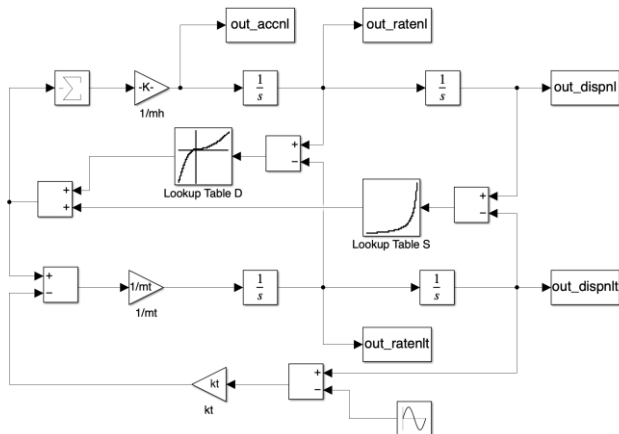 out_accnl
out_ratenl
-Σ
-K-
1/mh
1
s
1
s
out_dispnl
+
−
Lookup Table D
+
+
+
−
Lookup Table S
+
−
1/mt
1/mt
1
s
1
s
out_dispnlt
out_ratenlt
kt
kt
+
−